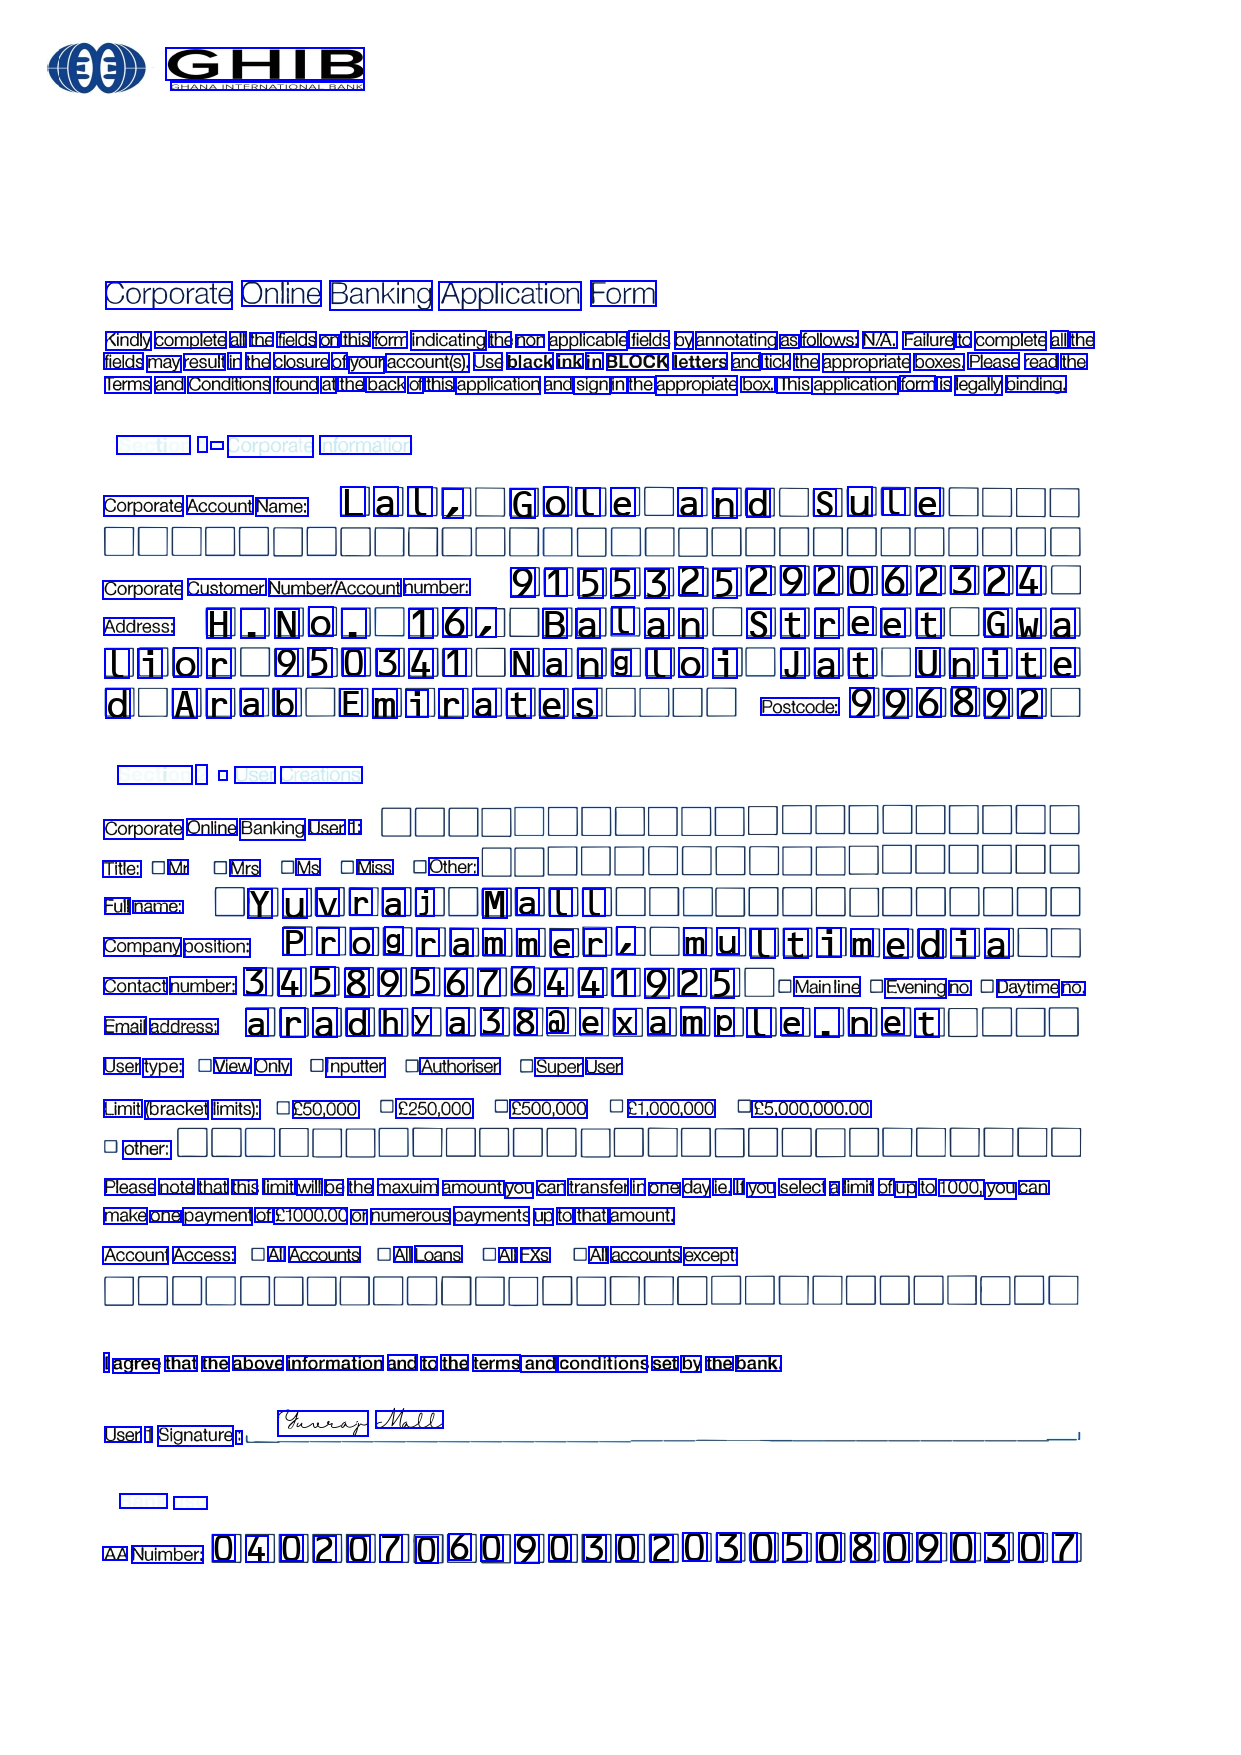 GHIB
GHANA INTERNATIONAL BANK
Corporate Online Banking Application Form
Kindly complete all the fields on this form indicating the non applicable fields by annotating as follows: N/A. Failure to complete all the
fields may result in the closure of your account(s). Use black ink in BLOCK letters and tick the appropriate boxes. Please read the
Terms and Conditions found at the back of this application and sign in the appropiate box. This application form is legally binding.
Section – Corporate Information
Corporate Account Name: Lal, Gole and Sule
Corporate Customer Number/Account number: 9155325292062324
Address: H.No. 16, Balan Street Gwa
lior 950341 Nangloi Jat Unite
d Arab Emirates Postcode: 996892
Section - User Creations
Corporate Online Banking User 1:
Title: Mr Mrs Ms Miss Other:
Full name: Yuvraj Mall
Company position: Programmer, multimedia
Contact number: 345895676441925 Main line Evening no Daytime no.
Email address: aradhya38@example.net
User type: View Only Inputter Authoriser Super User
Limit (bracket limits): £50,000 £250,000 £500,000 £1,000,000 £5,000,000.00
other:
Please note that this limit will be the maxuim amount you can transfer in one day ie. If you select a limit of up to 1000, you can
make one payment of £1000.00 or numerous payments up to that amount.
Account Access: All Accounts All Loans All FXs All accounts except
I agree that the above information and to the terms and conditions set by the bank.
User 1 Signature: Yuvraj Mall
AA Nuimber: 04020706090302030508090307